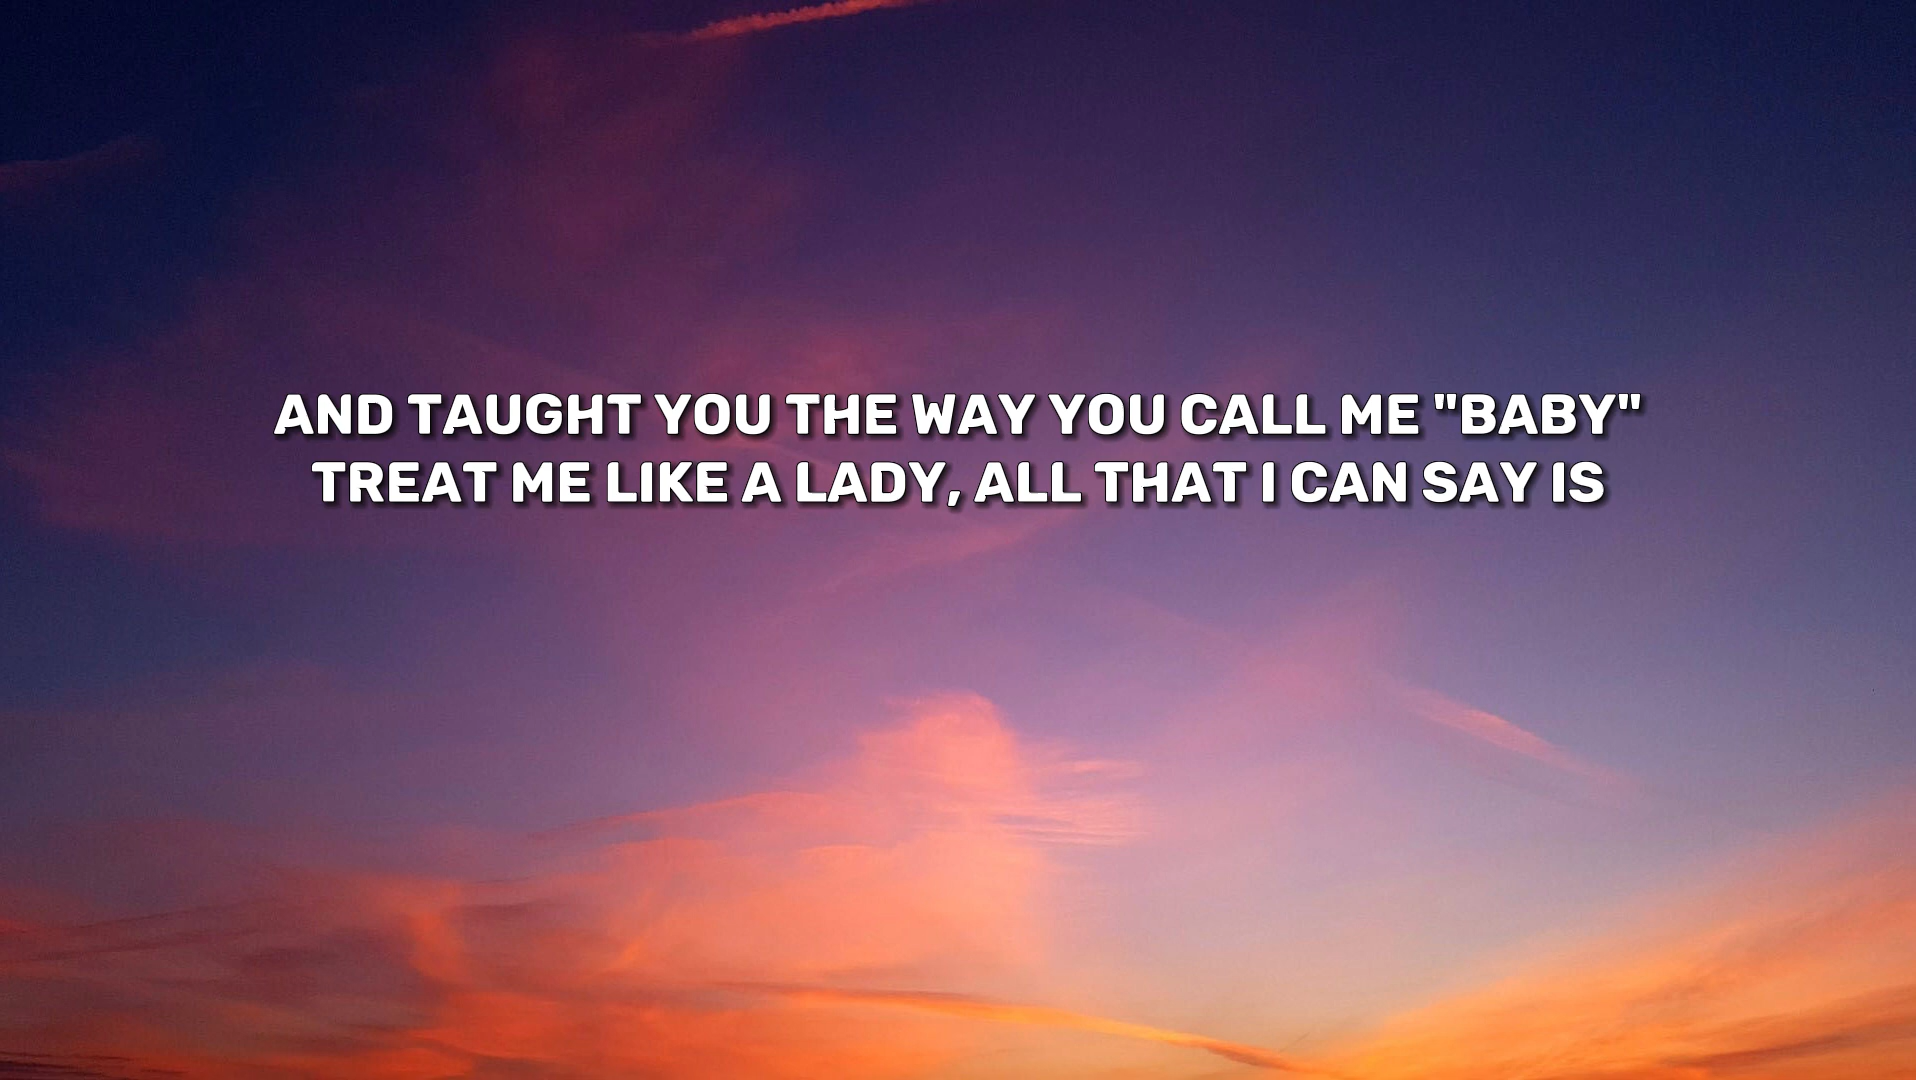 AND TAUGHT YOU THE WAY YOU CALL ME "BABY"
TREAT ME LIKE A LADY, ALL THAT I CAN SAY IS